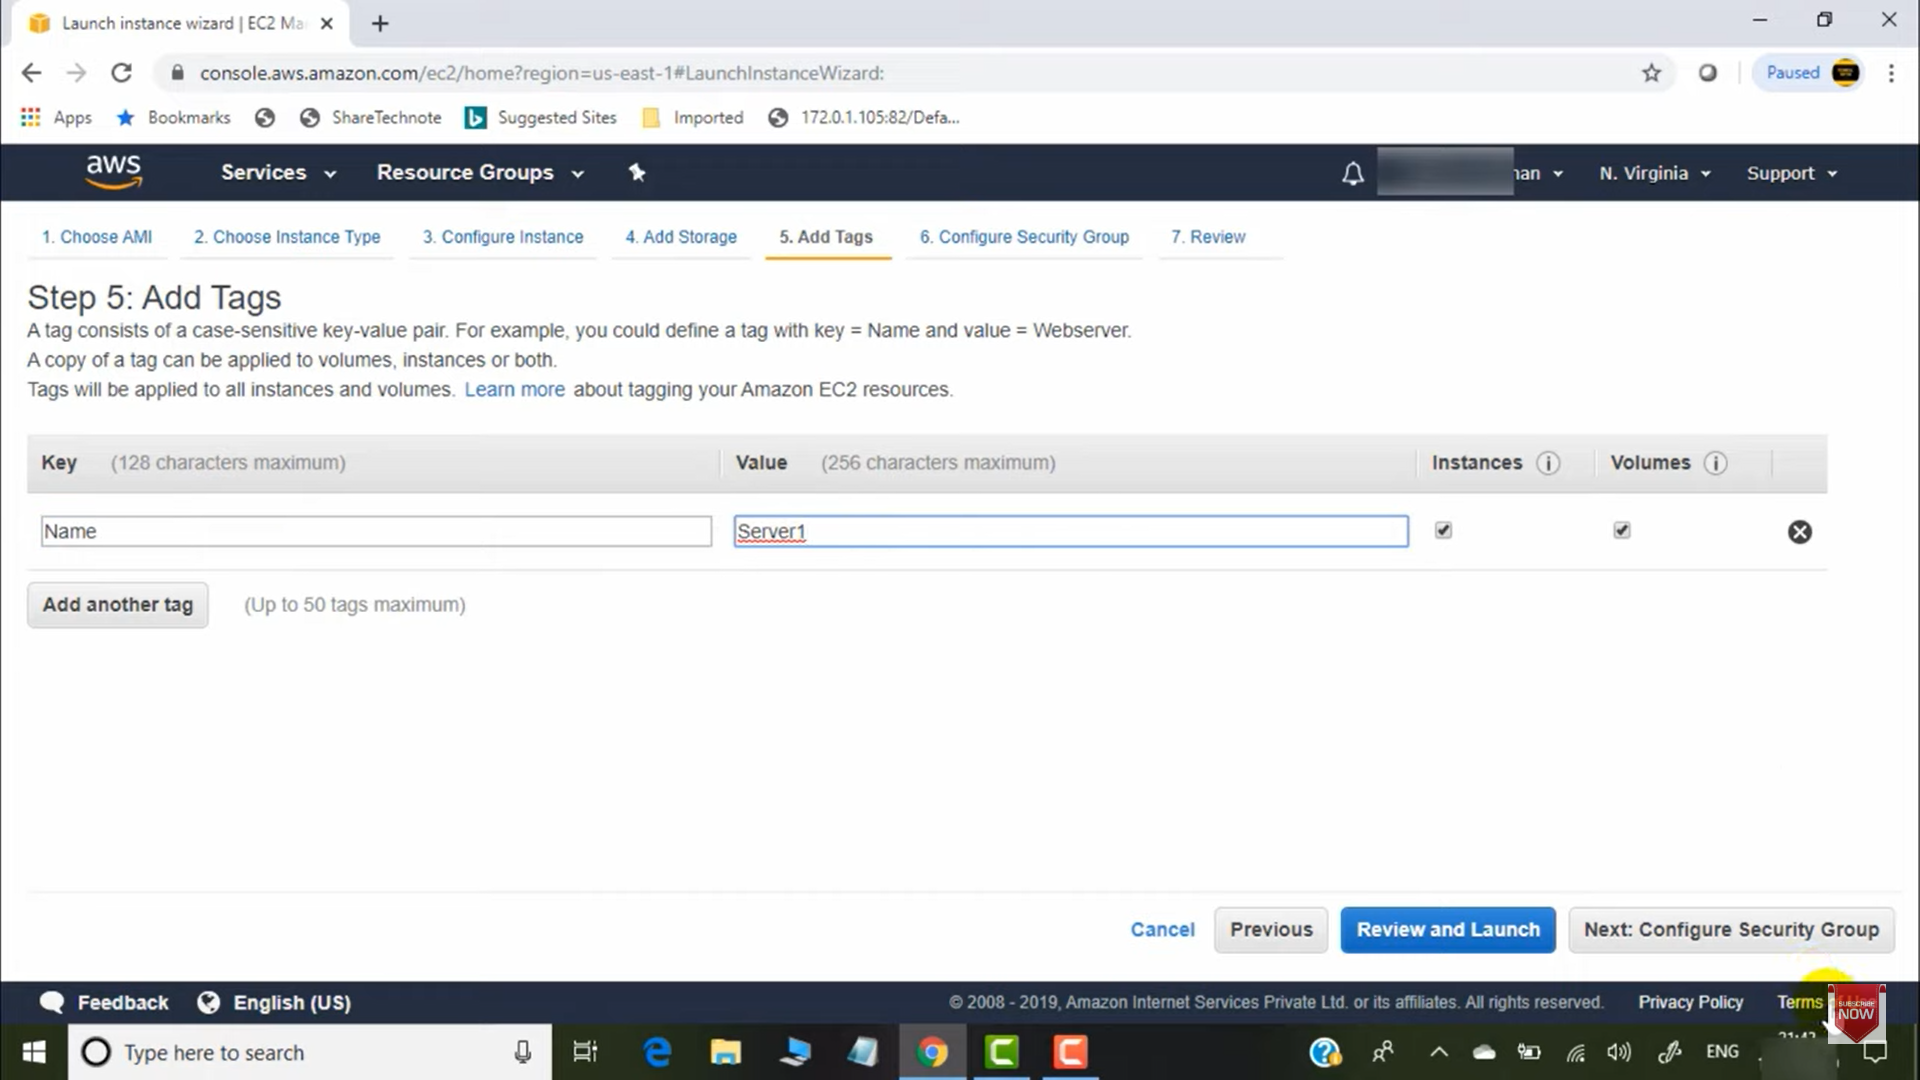 Launch instance wizard | EC2 Ma
console.aws.amazon.com/ec2/home?region=us-east-1#LaunchInstanceWizard:
Paused
Apps
Bookmarks
ShareTechnote
Suggested Sites
Imported
172.0.1.105:82/Defa...
aws
Services
Resource Groups
N. Virginia
Support
1. Choose AMI
2. Choose Instance Type
3. Configure Instance
4. Add Storage
5. Add Tags
6. Configure Security Group
7. Review
Step 5: Add Tags
A tag consists of a case-sensitive key-value pair. For example, you could define a tag with key = Name and value = Webserver.
A copy of a tag can be applied to volumes, instances or both.
Tags will be applied to all instances and volumes. Learn more about tagging your Amazon EC2 resources.
Key (128 characters maximum)
Value (256 characters maximum)
Instances
Volumes
Name
Server1
Add another tag
(Up to 50 tags maximum)
Cancel
Previous
Review and Launch
Next: Configure Security Group
Feedback
English (US)
© 2008 - 2019, Amazon Internet Services Private Ltd. or its affiliates. All rights reserved.
Privacy Policy
Terms of Use
SUBSCRIBE
NOW
Type here to search
ENG